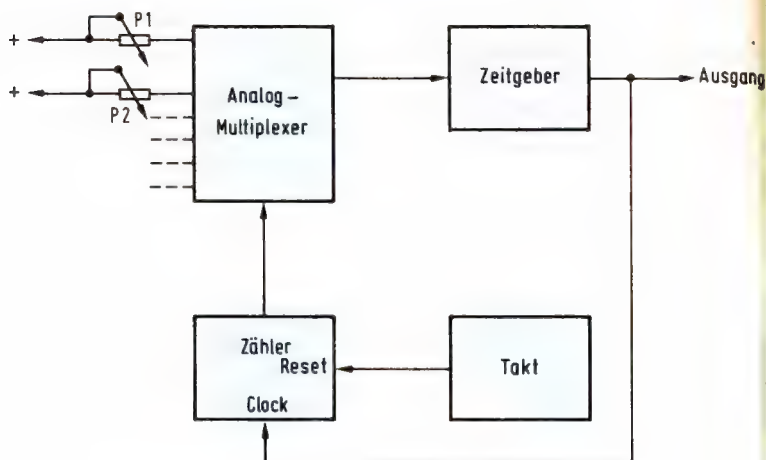 +
P1
+
P2
Analog -
Multiplexer
Zeitgeber
Ausgang
Zähler
Reset
Clock
Takt